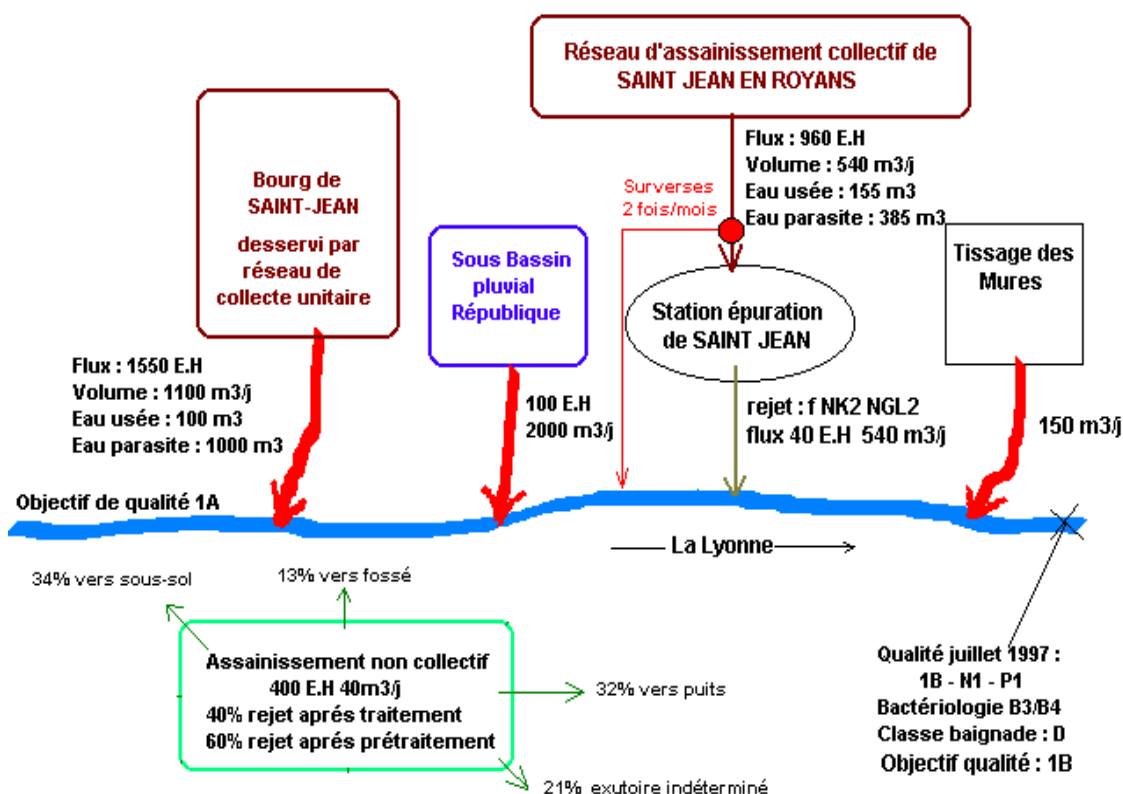 Réseau d'assainissement collectif de
SAINT JEAN EN ROYANS
Bourg de
SAINT-JEAN
desservi par
réseau de
collecte unitaire
Flux : 960 E.H
Volume : 540 m3/j
Eau usée : 155 m3
Eau parasite : 385 m3
Surverses
2 fois/mois
Sous Bassin
pluvial
République
Station épuration
de SAINT JEAN
Tissage des
Mures
Flux : 1550 E.H
Volume : 1100 m3/j
Eau usée : 100 m3
Eau parasite : 1000 m3
100 E.H
2000 m3/j
rejet : f NK2 NGL2
flux 40 E.H 540 m3/j
150 m3/j
Objectif de qualité 1A
La Lyonne
34% vers sous-sol
13% vers fossé
Assainissement non collectif
400 E.H 40m3/j
40% rejet aprés traitement
60% rejet aprés prétraitement
32% vers puits
21% exutoire indéterminé
Qualité juillet 1997 :
1B - N1 - P1
Bactériologie B3/B4
Classe baignade : D
Objectif qualité : 1B